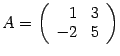 A = ( 1 3
-2 5 )